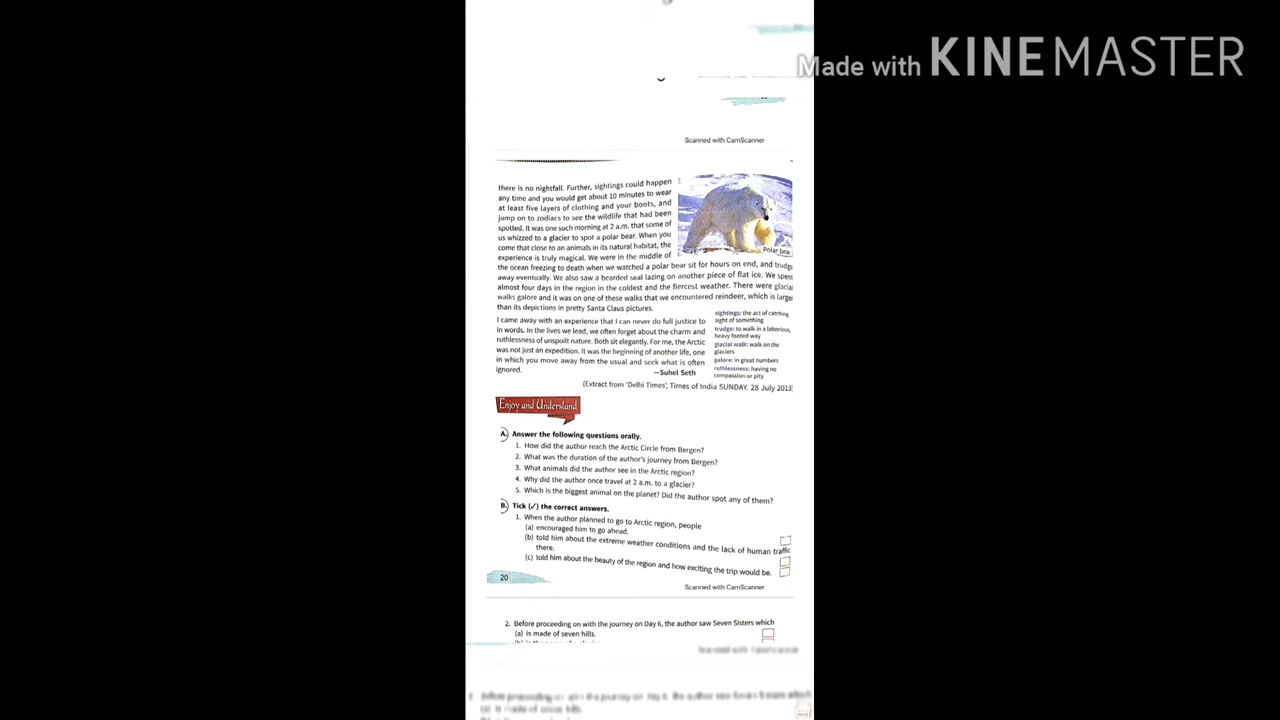 Made with KINEMASTER
Scanned with CamScanner
there is no nightfall. Further, sightings could happen
any time and you would get about 10 minutes to wear
at least five layers of clothing and your boots, and
jump on to zodiacs to see the wildlife that had been
spotted. It was one such morning at 2 a.m. that some of
us whizzed to a glacier to spot a polar bear. When you
come that close to an animals in its natural habitat, the
experience is truly magical. We were in the middle of
Polar bear
the ocean freezing to death when we watched a polar bear sit for hours on end, and trudge
away eventually. We also saw a bearded seal lazing on another piece of flat ice. We spent
almost four days in the region in the coldest and the fiercest weather. There were glacial
walks galore and it was on one of these walks that we encountered reindeer, which is larger
than its depictions in pretty Santa Claus pictures.
I came away with an experience that I can never do full justice to
in words. In the lives we lead, we often forget about the charm and
ruthlessness of unspoilt nature. Both sit elegantly. For me, the Arctic
was not just an expedition. It was the beginning of another life, one
in which you move away from the usual and seek what is often
ignored.
—Suhel Seth
sightings: the act of catching
sight of something
trudge: to walk in a laborious,
heavy footed way
glacial walk: walk on the
glaciers
galore: in great numbers
ruthlessness: having no
compassion or pity
(Extract from 'Delhi Times', Times of India SUNDAY. 28 July 2013)
Enjoy and Understand
A. Answer the following questions orally.
1. How did the author reach the Arctic Circle from Bergen?
2. What was the duration of the author's journey from Bergen?
3. What animals did the author see in the Arctic region?
4. Why did the author once travel at 2 a.m. to a glacier?
5. Which is the biggest animal on the planet? Did the author spot any of them?
B. Tick (✓) the correct answers.
1. When the author planned to go to Arctic region, people
(a) encouraged him to go ahead.
(b) told him about the extreme weather conditions and the lack of human traffic
there.
(c) told him about the beauty of the region and how exciting the trip would be.
20
Scanned with CamScanner
2. Before proceeding on with the journey on Day 6, the author saw Seven Sisters which
(a) is made of seven hills.